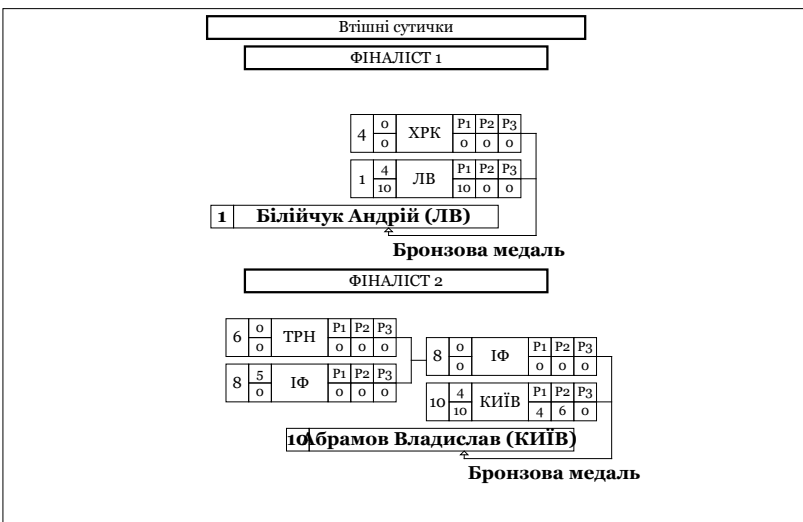 Втішні сутички
ФІНАЛІСТ 1
4 0 0 ХРК P1 P2 P3 0 0 0
1 4 10 ЛВ P1 P2 P3 10 0 0
1 Білійчук Андрій (ЛВ)
Бронзова медаль
ФІНАЛІСТ 2
6 0 0 ТРН P1 P2 P3 0 0 0
8 5 0 ІФ P1 P2 P3 0 0 0
8 0 0 ІФ P1 P2 P3 0 0 0
10 4 10 КИЇВ P1 P2 P3 4 6 0
10 Абрамов Владислав (КИЇВ)
Бронзова медаль